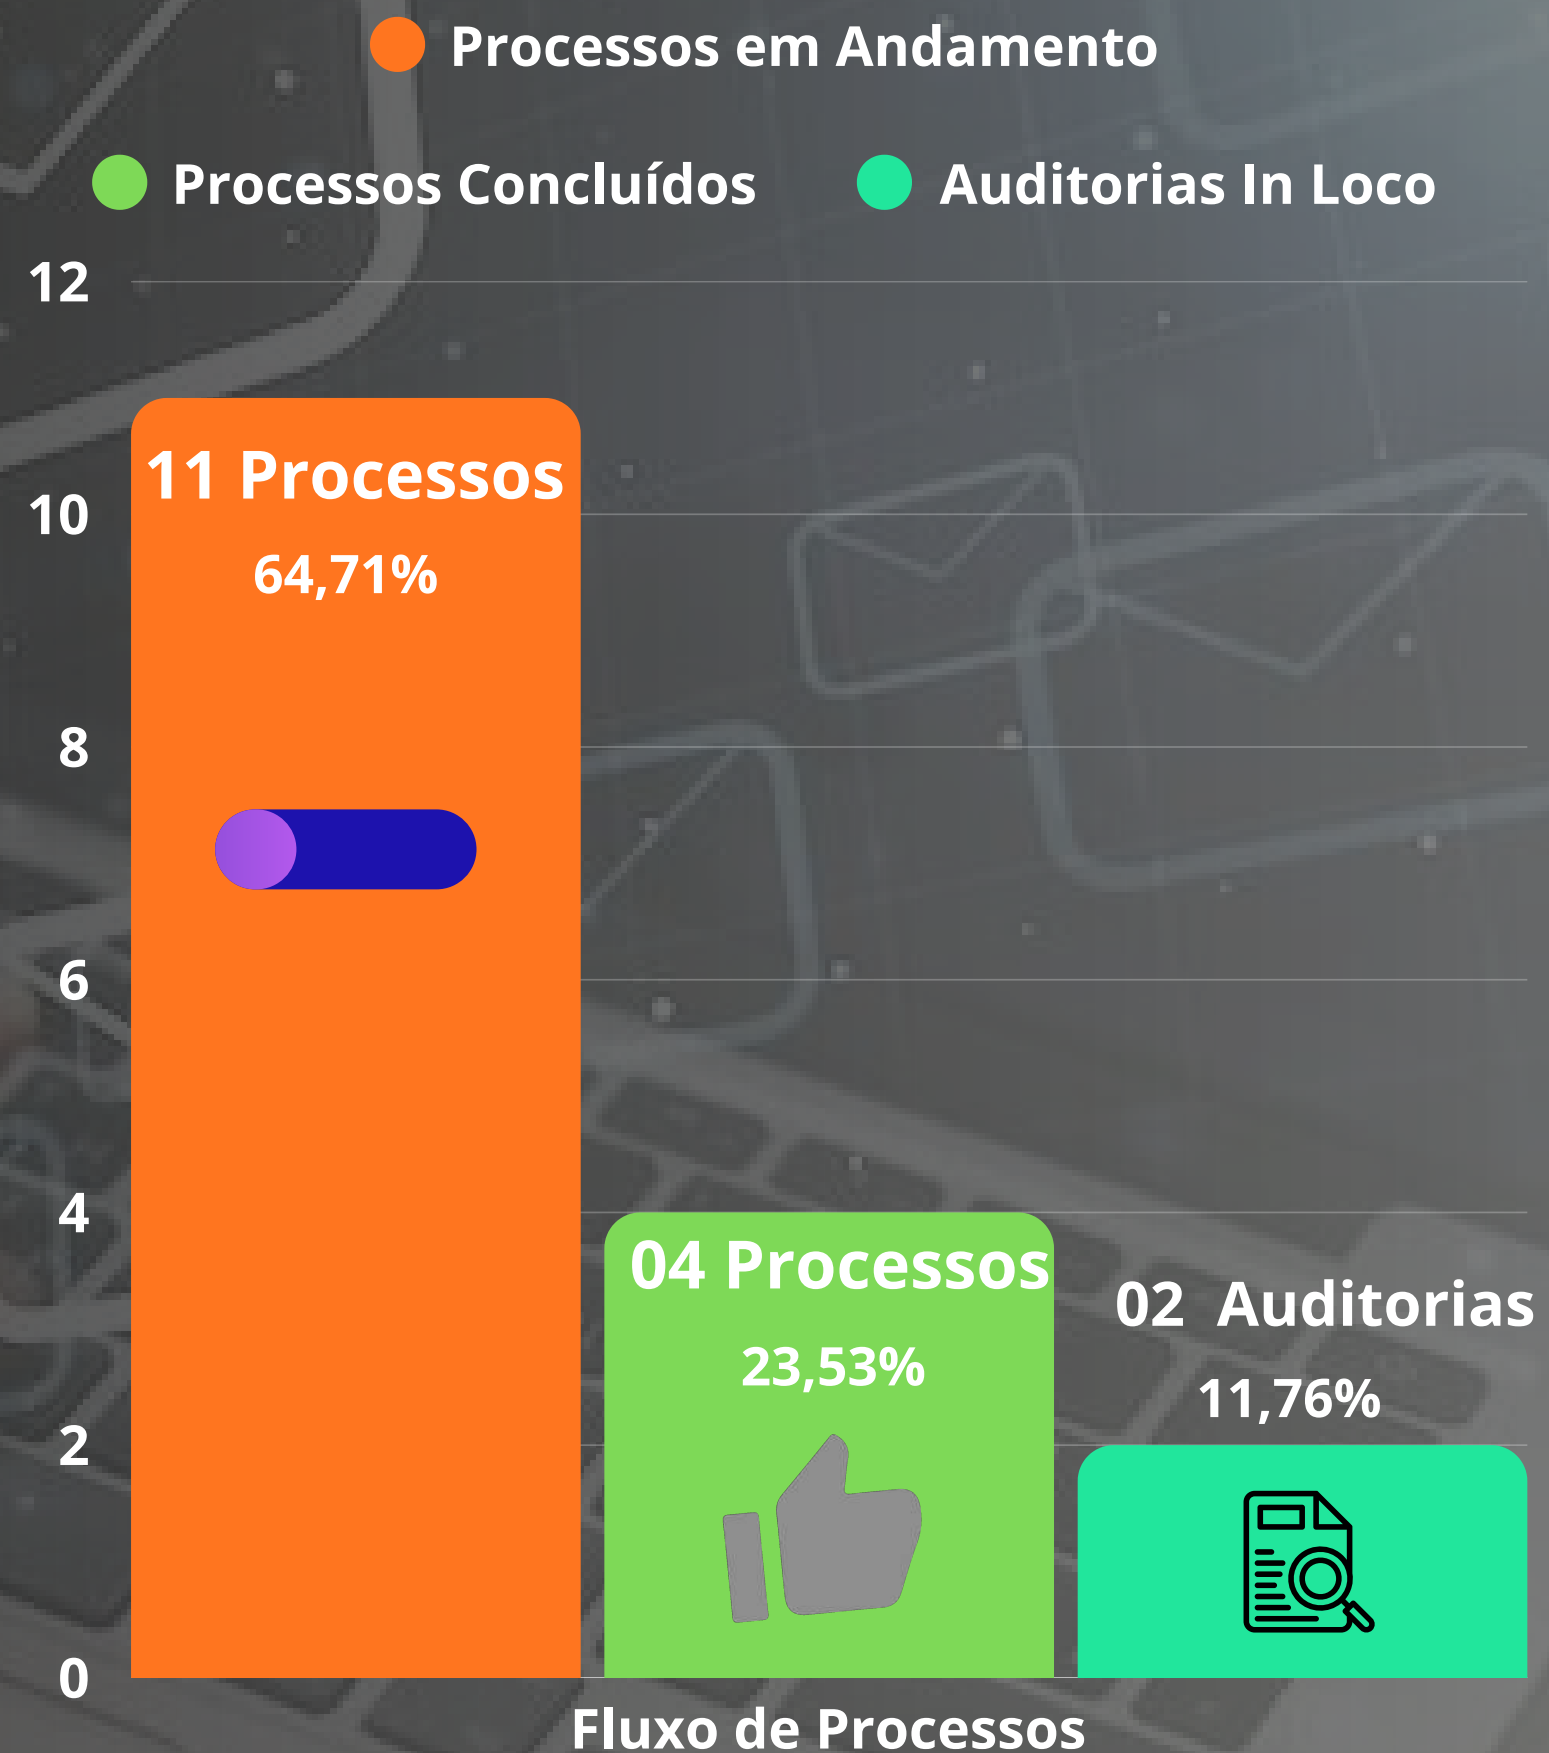 Processos em Andamento
Processos Concluídos
Auditorias In Loco
12
10
8
6
4
2
0
11 Processos
64,71%
04 Processos
23,53%
02 Auditorias
11,76%
Fluxo de Processos